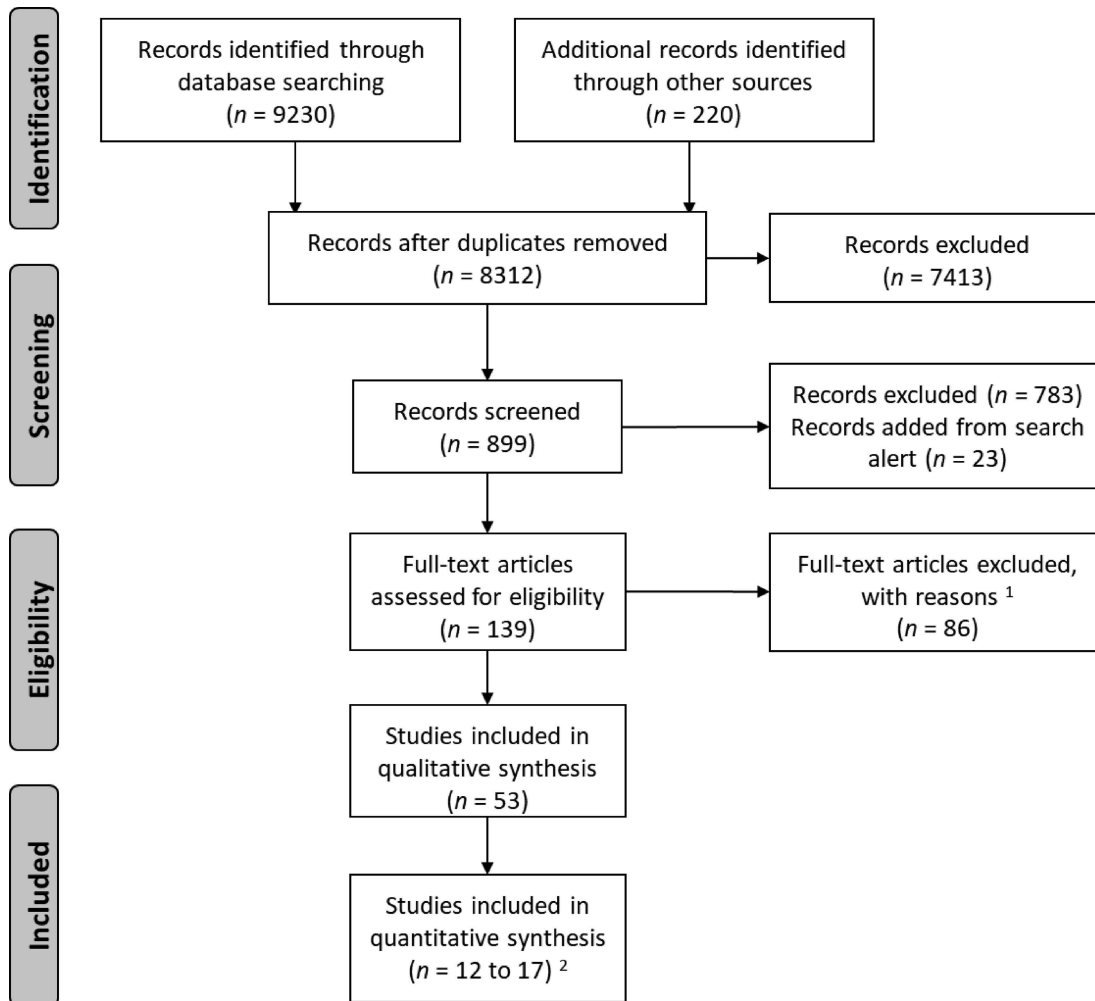 Identification
Records identified through
database searching
(n = 9230)
Additional records identified
through other sources
(n = 220)
Records after duplicates removed
(n = 8312)
Records excluded
(n = 7413)
Screening
Records screened
(n = 899)
Records excluded (n = 783)
Records added from search
alert (n = 23)
Eligibility
Full-text articles
assessed for eligibility
(n = 139)
Full-text articles excluded,
with reasons 1
(n = 86)
Studies included in
qualitative synthesis
(n = 53)
Included
Studies included in
quantitative synthesis
(n = 12 to 17) 2